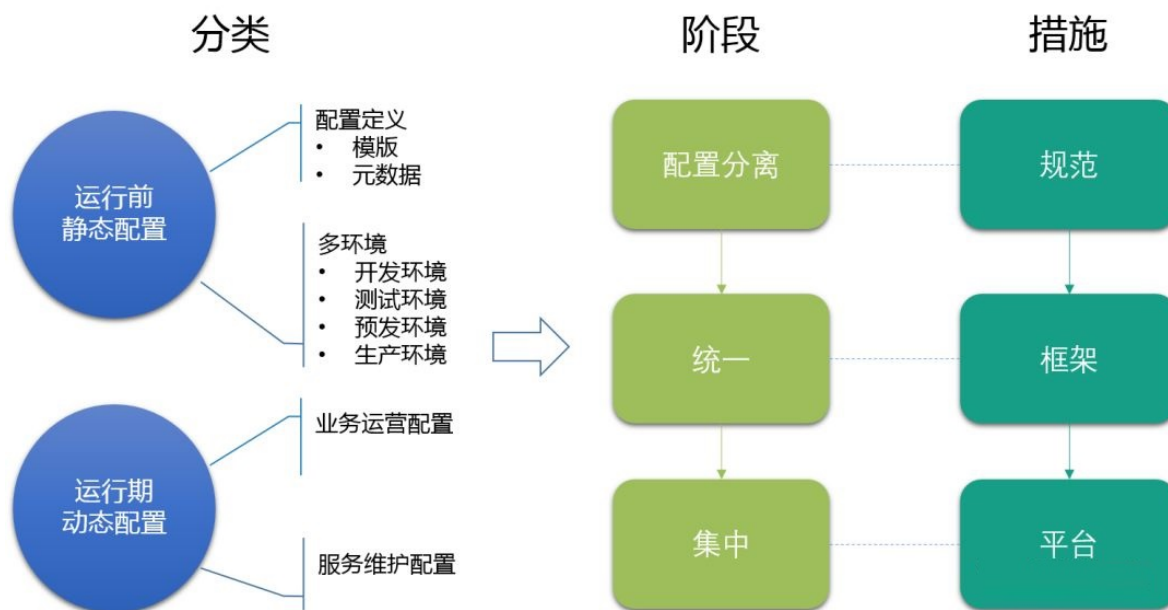 分类
阶段
措施
运行前
静态配置
配置定义
• 模版
• 元数据
多环境
• 开发环境
• 测试环境
• 预发环境
• 生产环境
运行期
动态配置
业务运营配置
服务维护配置
配置分离
规范
统一
框架
集中
平台